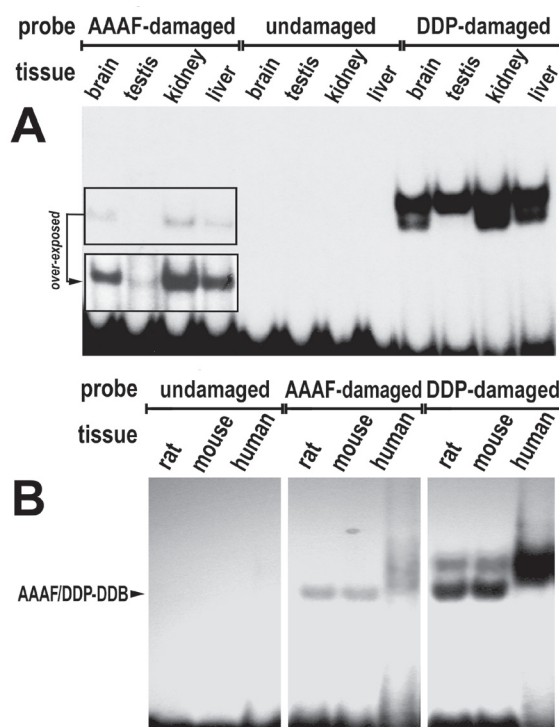 probe AAAF-damaged undamaged DDP-damaged
tissue brain testis kidney liver brain testis kidney liver brain testis kidney liver
A
over-exposed
probe undamaged AAAF-damaged DDP-damaged
tissue rat mouse human rat mouse human rat mouse human
B
AAAF/DDP-DDB